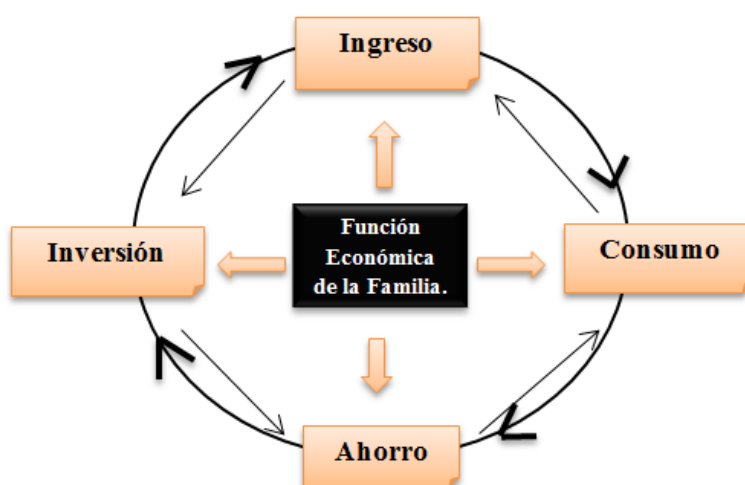 Ingreso
Función
Económica
de la Familia.
Inversión
Consumo
Ahorro